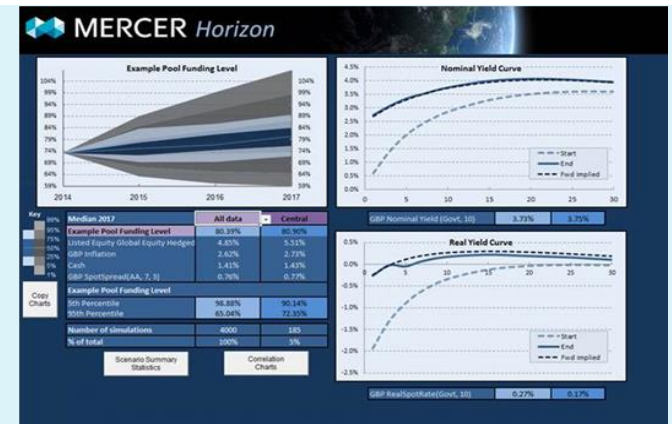 MERCER Horizon
Example Pool Funding Level
104% 104%
99% 99%
94% 94%
89% 89%
84% 84%
79% 79%
74% 74%
69% 69%
64% 64%
59% 59%
2014 2015 2016 2017
Nominal Yield Curve
4.5%
4.0%
3.5%
3.0%
2.5%
2.0%
1.5%
1.0%
0.5%
0.0%
Start
End
Fwd Implied
0 5 10 15 20 25 30
GBP Nominal Yield (Govt, 10) 3.73% 3.75%
Key
99%
95%
75%
50%
25%
5%
1%
Copy
Charts
Median 2017 All data Central
Example Pool Funding Level 80.39% 80.90%
Listed Equity Global Equity Hedged 4.85% 5.51%
GBP Inflation 2.62% 2.73%
Cash 1.41% 1.43%
GBP SpotSpread(AA, 7, 3) 0.76% 0.77%
Example Pool Funding Level
5th Percentile 98.88% 90.14%
95th Percentile 65.04% 72.35%
Number of simulations 4000 185
% of total 100% 5%
Scenario Summary
Statistics
Correlation
Charts
Real Yield Curve
0.5%
0.0%
-0.5%
-1.0%
-1.5%
-2.0%
-2.5%
0 5 10 15 20 25 30
Start
End
Fwd Implied
GBP RealSpotRate(Govt, 10) 0.27% 0.17%